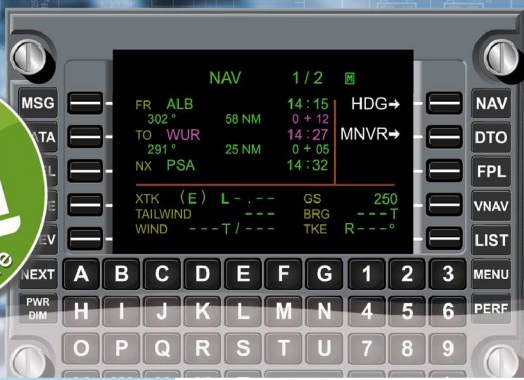 NAV 1 / 2 M
FR ALB 14 : 15 HDG→
302 ° 58 NM 0 + 12
TO WUR 14 : 27 MNVR→
291 ° 25 NM 0 + 05
NX PSA 14 : 32
XTK (E) L - . - - GS 250
TAILWIND - - - BRG - - - T
WIND - - - T / - - - TKE R - - - °
MSG
NAV
DTO
FPL
VNAV
LIST
NEXT A B C D E F G 1 2 3 MENU
PWR DIM H I J K L M N 4 5 6 PERF
O P Q R S T U 7 8 9